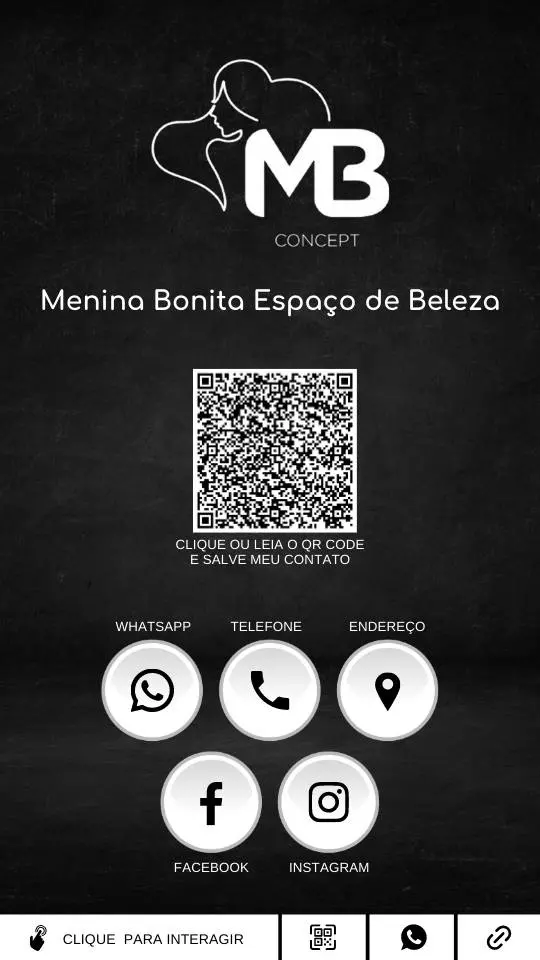 MB
CONCEPT
Menina Bonita Espaço de Beleza
CLIQUE OU LEIA O QR CODE
E SALVE MEU CONTATO
WHATSAPP TELEFONE ENDEREÇO
FACEBOOK INSTAGRAM
CLIQUE PARA INTERAGIR